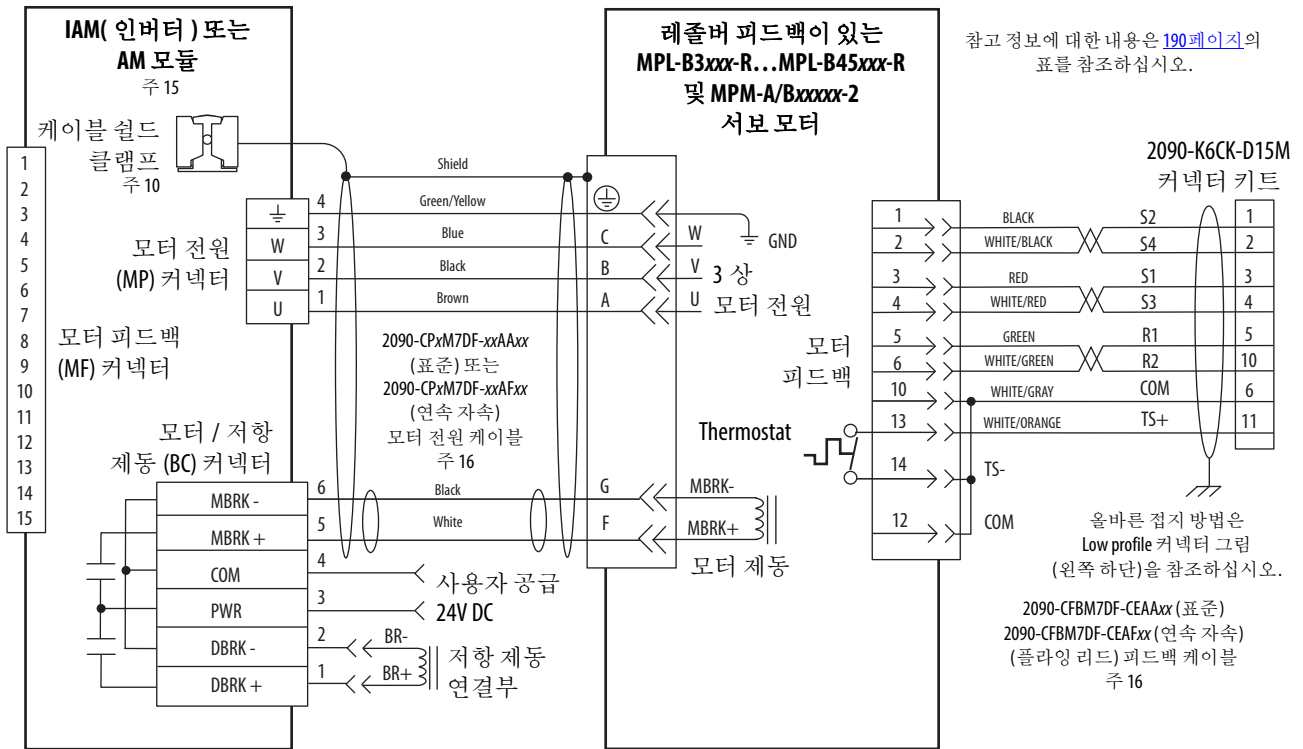 IAM( 인버터 ) 또는
AM 모듈
주 15
케이블 쉴드
클램프
주 10
1
2
3
4
5
6
7
8
9
10
11
12
13
14
15
모터 전원
(MP) 커넥터
W
V
U
4
3
2
1
모터 피드백
(MF) 커넥터
모터 / 저항
제동 (BC) 커넥터
MBRK -
MBRK +
COM
PWR
DBRK -
DBRK +
6
5
4
3
2
1
Shield
Green/Yellow
Blue
Black
Brown
2090-CPxM7DF-xxAAxx
(표준) 또는
2090-CPxM7DF-xxAFxx
(연속 자속)
모터 전원 케이블
주 16
Black
White
사용자 공급
24V DC
BR-
BR+
저항 제동
연결부
레졸버 피드백이 있는
MPL-B3xxx-R…MPL-B45xxx-R
및 MPM-A/Bxxxxx-2
서보 모터
C
B
A
W
V
U
GND
3 상
모터 전원
G
F
MBRK-
MBRK+
모터 제동
모터
피드백
Thermostat
1
2
3
4
5
6
10
13
14
12
BLACK
WHITE/BLACK
RED
WHITE/RED
GREEN
WHITE/GREEN
WHITE/GRAY
WHITE/ORANGE
TS-
COM
S2
S4
S1
S3
R1
R2
COM
TS+
1
2
3
4
5
10
6
11
참고 정보에 대한 내용은 190페이지의
표를 참조하십시오.
2090-K6CK-D15M
커넥터 키트
올바른 접지 방법은
Low profile 커넥터 그림
(왼쪽 하단)을 참조하십시오.
2090-CFBM7DF-CEAAxx (표준)
2090-CFBM7DF-CEAFxx (연속 자속)
(플라잉 리드) 피드백 케이블
주 16